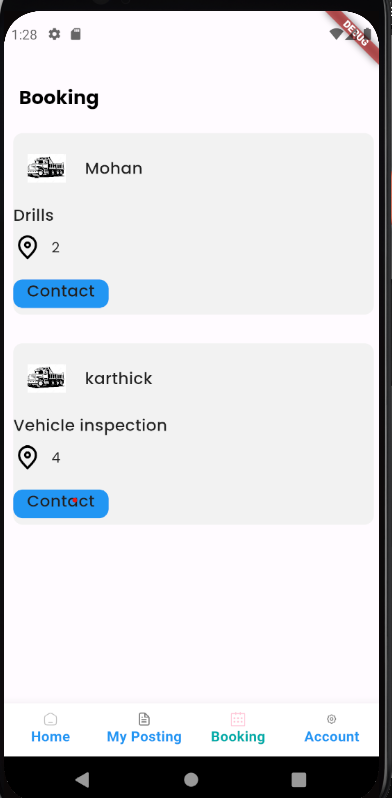 1:28
DEBUG
Booking
Mohan
Drills
2
Contact
karthick
Vehicle inspection
4
Contact
Home My Posting Booking Account